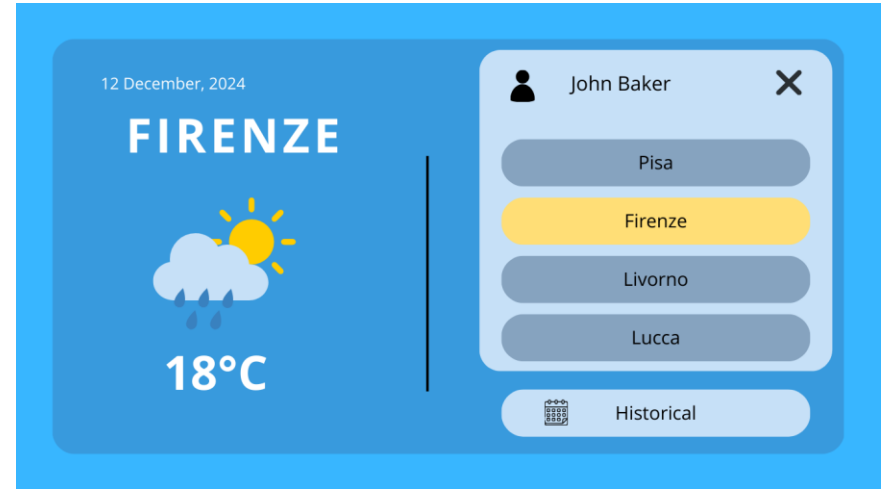 12 December, 2024
FIRENZE
18°C
John Baker
Pisa
Firenze
Livorno
Lucca
Historical